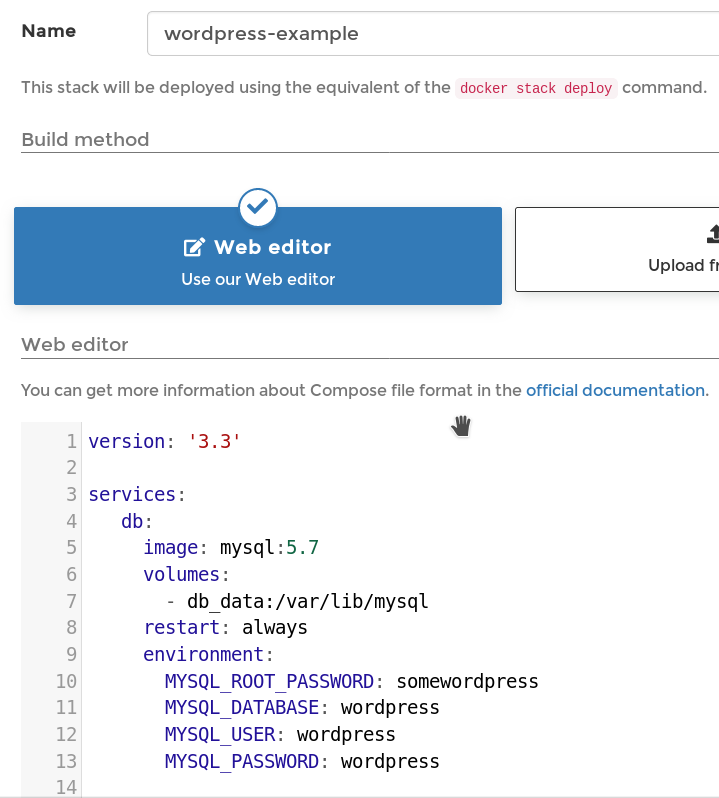 Name
wordpress-example
This stack will be deployed using the equivalent of the docker stack deploy command.
Build method
Web editor
Use our Web editor
Upload
Web editor
You can get more information about Compose file format in the official documentation.
1 version: '3.3'
2
3 services:
4 db:
5 image: mysql:5.7
6 volumes:
7 - db_data:/var/lib/mysql
8 restart: always
9 environment:
10 MYSQL_ROOT_PASSWORD: somewordpress
11 MYSQL_DATABASE: wordpress
12 MYSQL_USER: wordpress
13 MYSQL_PASSWORD: wordpress
14